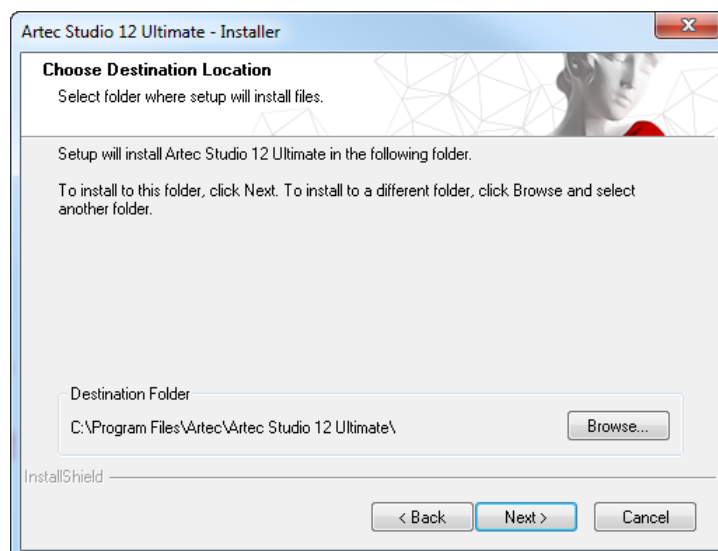 Artec Studio 12 Ultimate - Installer
Choose Destination Location
Select folder where setup will install files.
Setup will install Artec Studio 12 Ultimate in the following folder.
To install to this folder, click Next. To install to a different folder, click Browse and select
another folder.
Destination Folder
C:\Program Files\Artec\Artec Studio 12 Ultimate\
Browse...
InstallShield
< Back
Next >
Cancel